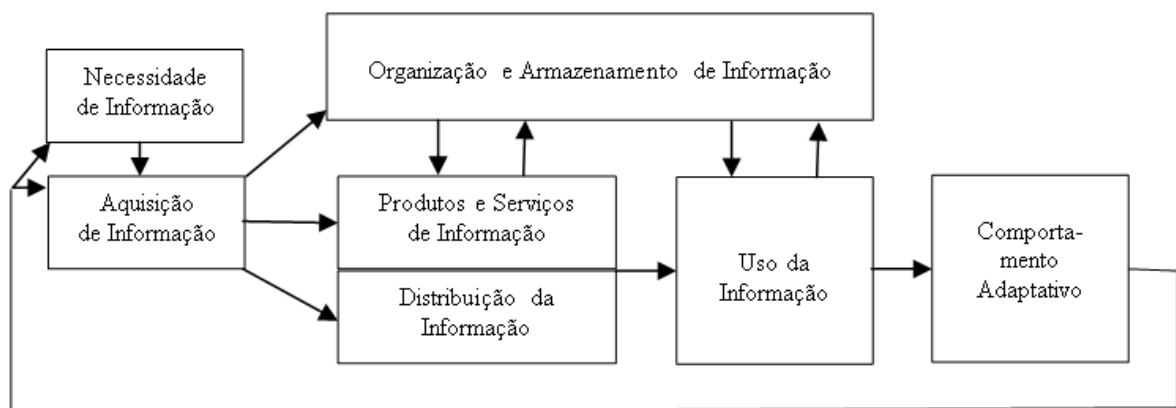 Necessidade
de Informação
Organização e Armazenamento de Informação
Aquisição
de Informação
Produtos e Serviços
de Informação
Distribuição da
Informação
Uso da
Informação
Comporta-
mento
Adaptativo